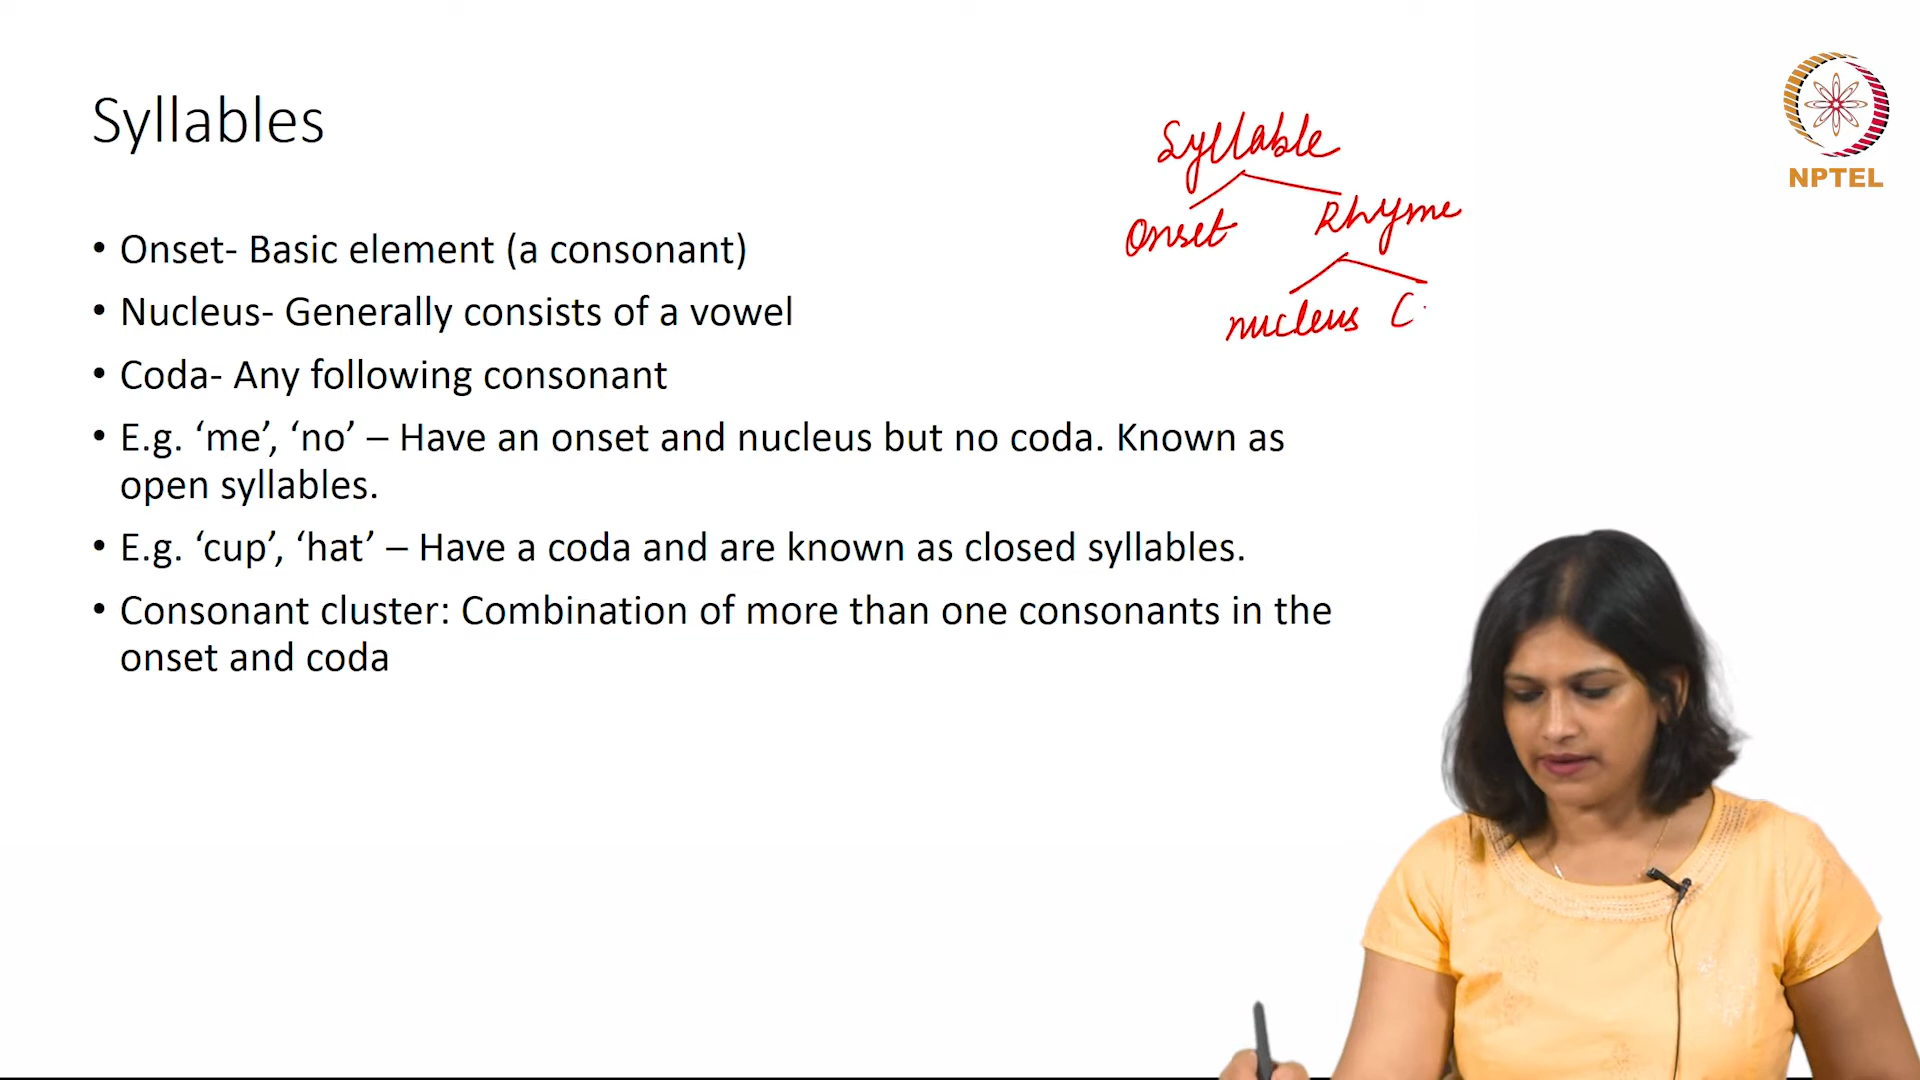 Syllables
• Onset- Basic element (a consonant)
• Nucleus- Generally consists of a vowel
• Coda- Any following consonant
• E.g. ‘me’, ‘no’ – Have an onset and nucleus but no coda. Known as
open syllables.
• E.g. ‘cup’, ‘hat’ – Have a coda and are known as closed syllables.
• Consonant cluster: Combination of more than one consonants in the
onset and coda
Syllable
Onset Rhyme
nucleus C
NPTEL